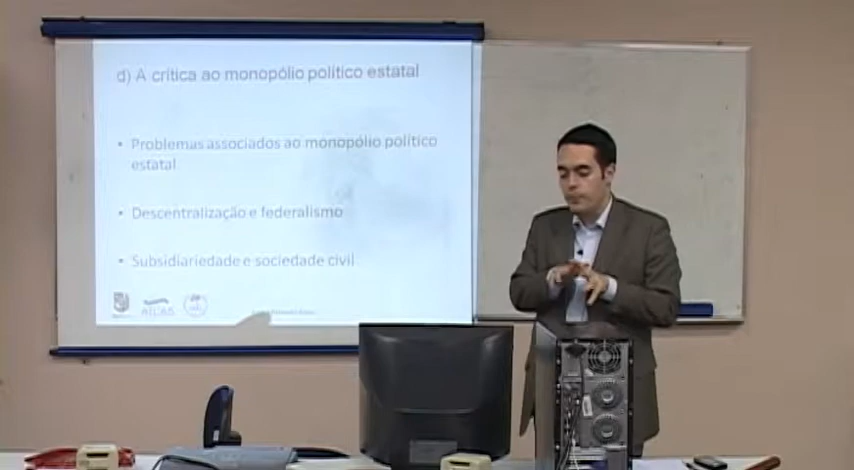 d) A crítica ao monopólio político estatal
• Problemas associados ao monopólio político
estatal
• Descentralização e federalismo
• Subsidiariedade e sociedade civil
ATLAS